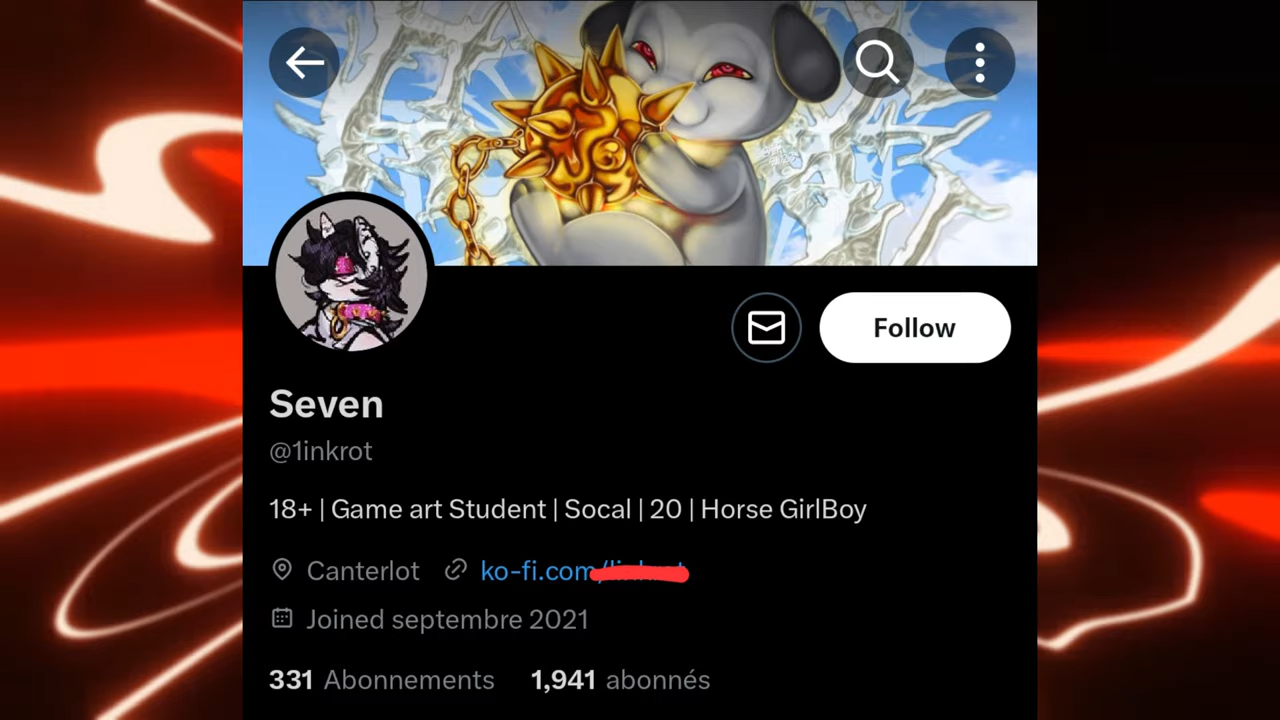 Seven
@1inkrot
18+ | Game art Student | Socal | 20 | Horse GirlBoy
Canterlot ko-fi.com/
Joined septembre 2021
331 Abonnements 1,941 abonnés
Follow